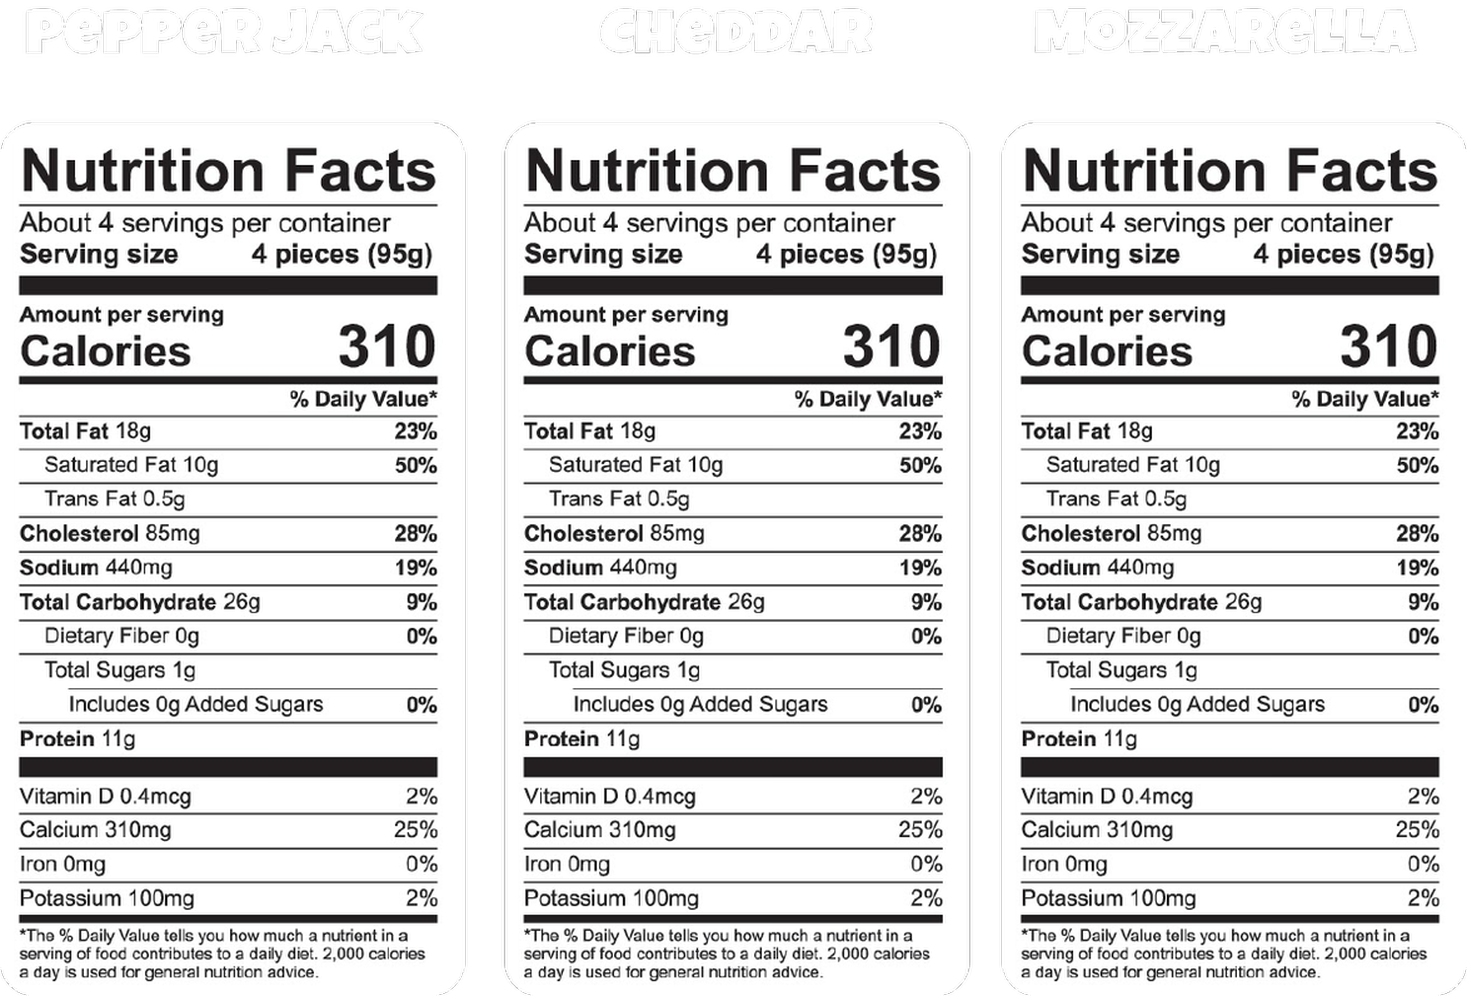 PEPPER JACK
Nutrition Facts
About 4 servings per container
Serving size 4 pieces (95g)
Amount per serving
Calories 310
% Daily Value*
Total Fat 18g 23%
Saturated Fat 10g 50%
Trans Fat 0.5g
Cholesterol 85mg 28%
Sodium 440mg 19%
Total Carbohydrate 26g 9%
Dietary Fiber 0g 0%
Total Sugars 1g
Includes 0g Added Sugars 0%
Protein 11g
Vitamin D 0.4mcg 2%
Calcium 310mg 25%
Iron 0mg 0%
Potassium 100mg 2%
*The % Daily Value tells you how much a nutrient in a
serving of food contributes to a daily diet. 2,000 calories
a day is used for general nutrition advice.
CHEDDAR
Nutrition Facts
About 4 servings per container
Serving size 4 pieces (95g)
Amount per serving
Calories 310
% Daily Value*
Total Fat 18g 23%
Saturated Fat 10g 50%
Trans Fat 0.5g
Cholesterol 85mg 28%
Sodium 440mg 19%
Total Carbohydrate 26g 9%
Dietary Fiber 0g 0%
Total Sugars 1g
Includes 0g Added Sugars 0%
Protein 11g
Vitamin D 0.4mcg 2%
Calcium 310mg 25%
Iron 0mg 0%
Potassium 100mg 2%
*The % Daily Value tells you how much a nutrient in a
serving of food contributes to a daily diet. 2,000 calories
a day is used for general nutrition advice.
MOZZARELLA
Nutrition Facts
About 4 servings per container
Serving size 4 pieces (95g)
Amount per serving
Calories 310
% Daily Value*
Total Fat 18g 23%
Saturated Fat 10g 50%
Trans Fat 0.5g
Cholesterol 85mg 28%
Sodium 440mg 19%
Total Carbohydrate 26g 9%
Dietary Fiber 0g 0%
Total Sugars 1g
Includes 0g Added Sugars 0%
Protein 11g
Vitamin D 0.4mcg 2%
Calcium 310mg 25%
Iron 0mg 0%
Potassium 100mg 2%
*The % Daily Value tells you how much a nutrient in a
serving of food contributes to a daily diet. 2,000 calories
a day is used for general nutrition advice.